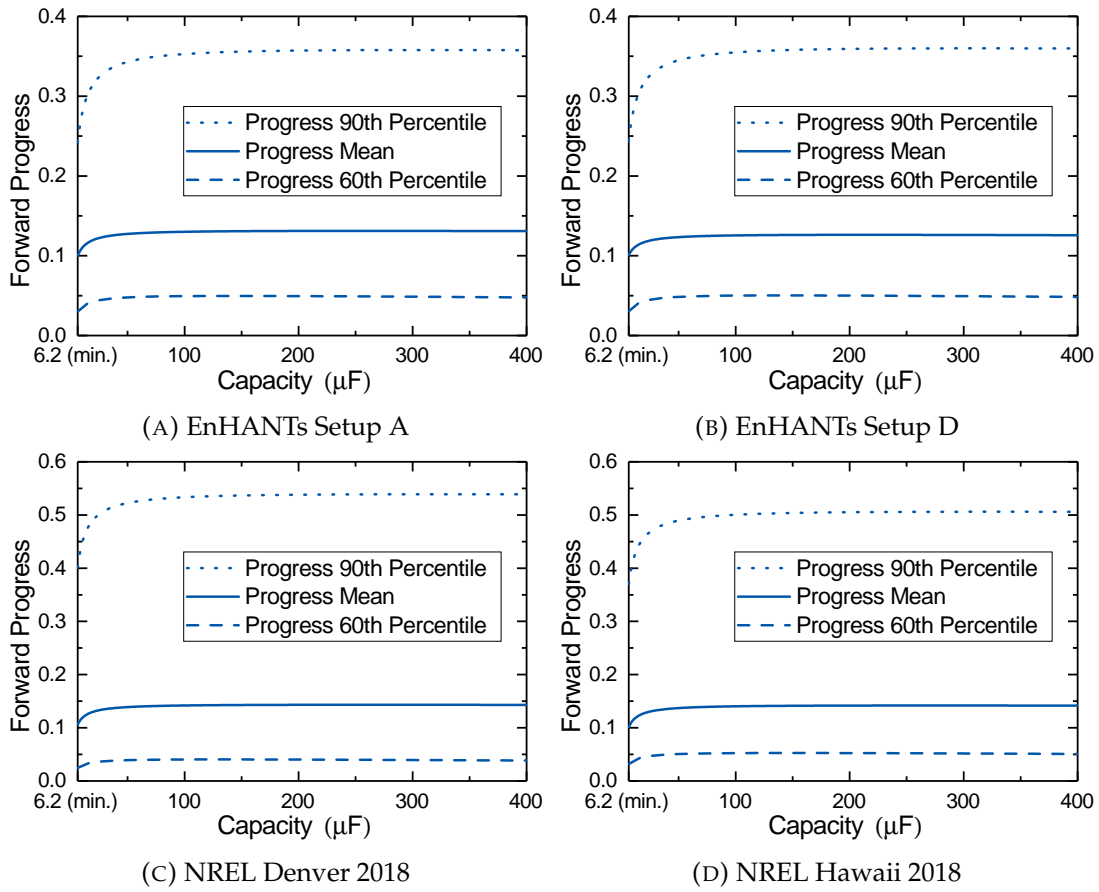 0.4
0.3
0.2
0.1
0.0
Forward Progress
Progress 90th Percentile
Progress Mean
Progress 60th Percentile
6.2 (min.) 100 200 300 400
Capacity (μF)
(A) EnHANTs Setup A
0.4
0.3
0.2
0.1
0.0
Forward Progress
Progress 90th Percentile
Progress Mean
Progress 60th Percentile
6.2 (min.) 100 200 300 400
Capacity (μF)
(B) EnHANTs Setup D
0.6
0.5
0.4
0.3
0.2
0.1
0.0
Forward Progress
Progress 90th Percentile
Progress Mean
Progress 60th Percentile
6.2 (min.) 100 200 300 400
Capacity (μF)
(C) NREL Denver 2018
0.6
0.5
0.4
0.3
0.2
0.1
0.0
Forward Progress
Progress 90th Percentile
Progress Mean
Progress 60th Percentile
6.2 (min.) 100 200 300 400
Capacity (μF)
(D) NREL Hawaii 2018